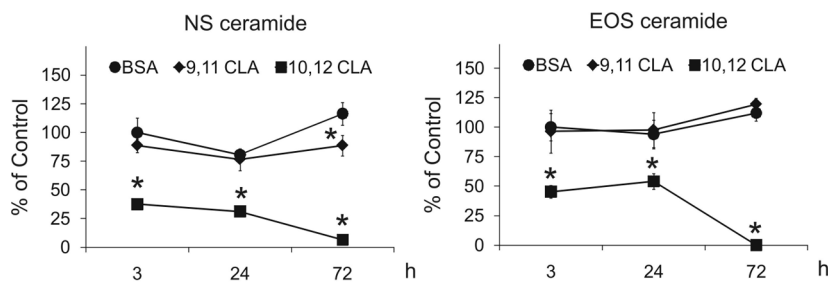 NS ceramide
BSA 9,11 CLA 10,12 CLA
% of Control
150
125
100
75
50
25
0
*
*
*
*
3 24 72 h
EOS ceramide
BSA 9,11 CLA 10,12 CLA
% of Control
150
125
100
75
50
25
0
*
*
*
3 24 72 h